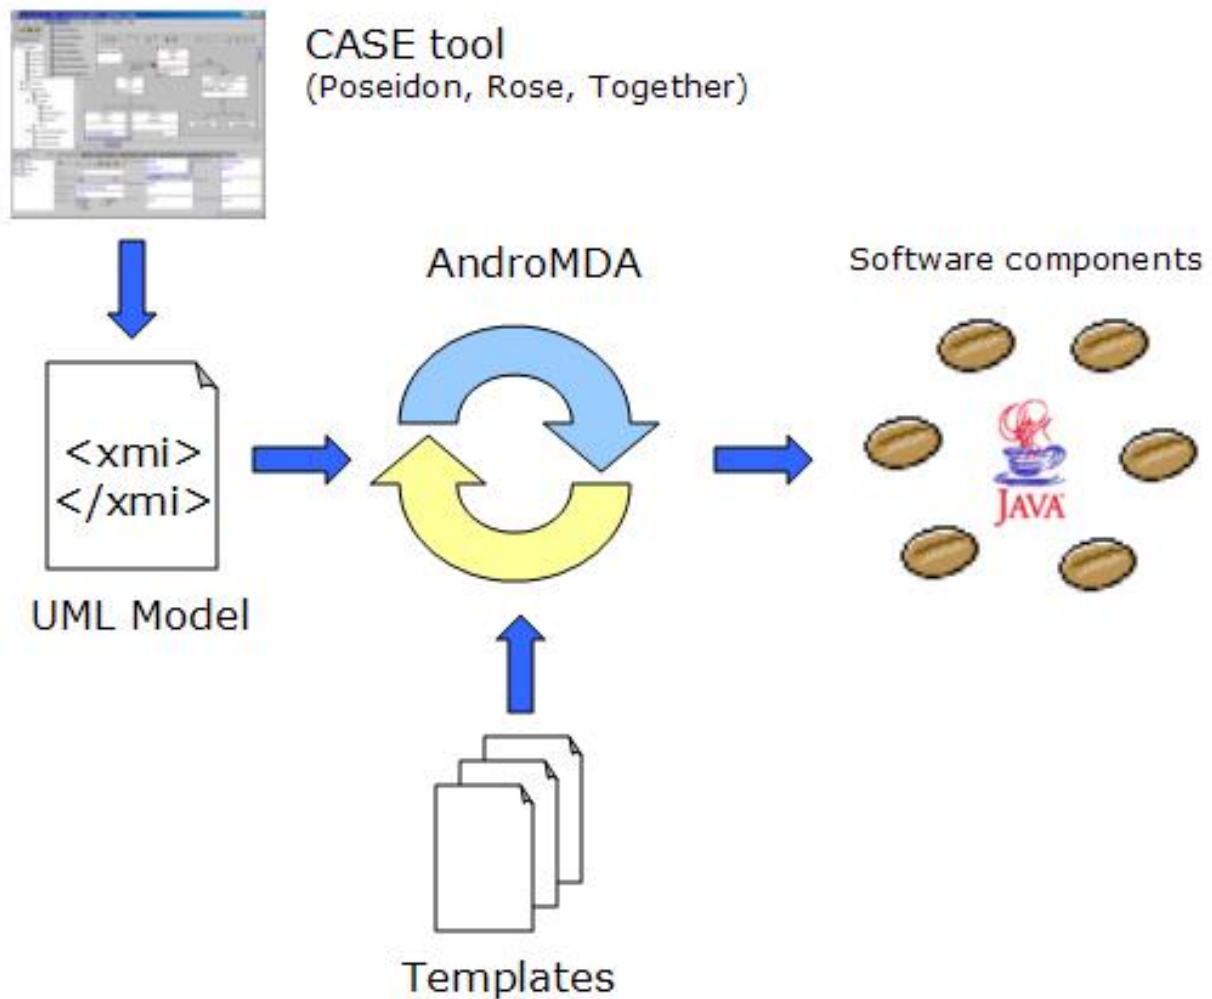 CASE tool
(Poseidon, Rose, Together)
AndroMDA
Software components
<xmi>
</xmi>
JAVA
UML Model
Templates